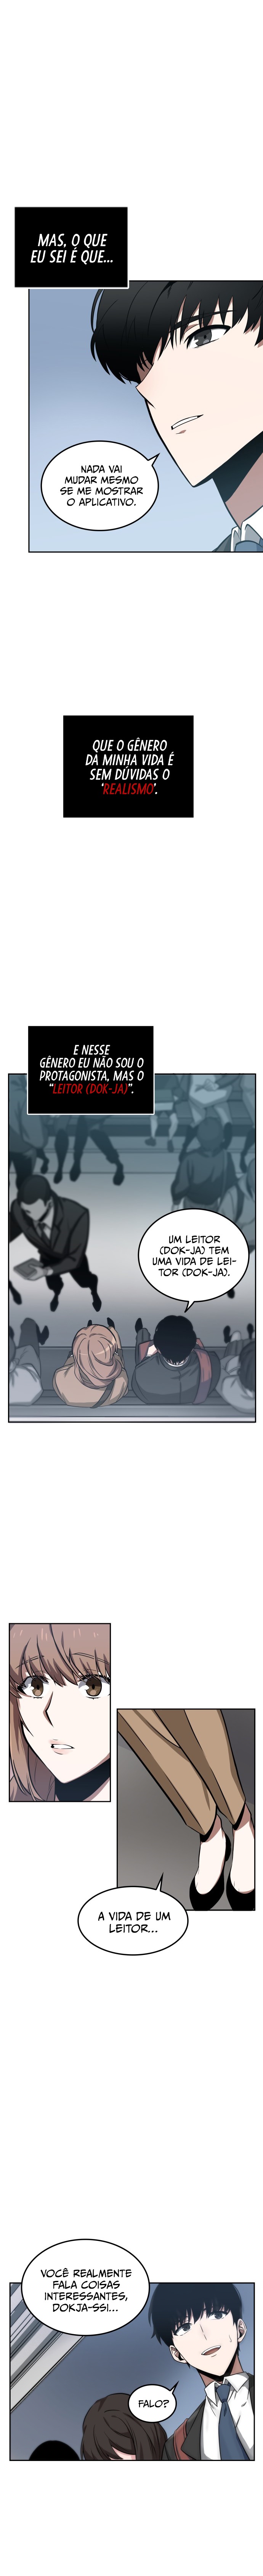 MAS, O QUE
EU SEI É QUE...
NADA VAI
MUDAR MESMO
SE ME MOSTRAR
O APLICATIVO.
QUE O GÊNERO
DA MINHA VIDA É
SEM DÚVIDAS O
'REALISMO'.
E NESSE
GÊNERO EU NÃO SOU O
PROTAGONISTA, MAS O
"LEITOR (DOK-JA)".
UM LEITOR
(DOK-JA) TEM
UMA VIDA DE LEI-
TOR (DOK-JA).
A VIDA DE UM
LEITOR...
VOCÊ REALMENTE
FALA COISAS
INTERESSANTES,
DOKJA-SSI...
FALO?